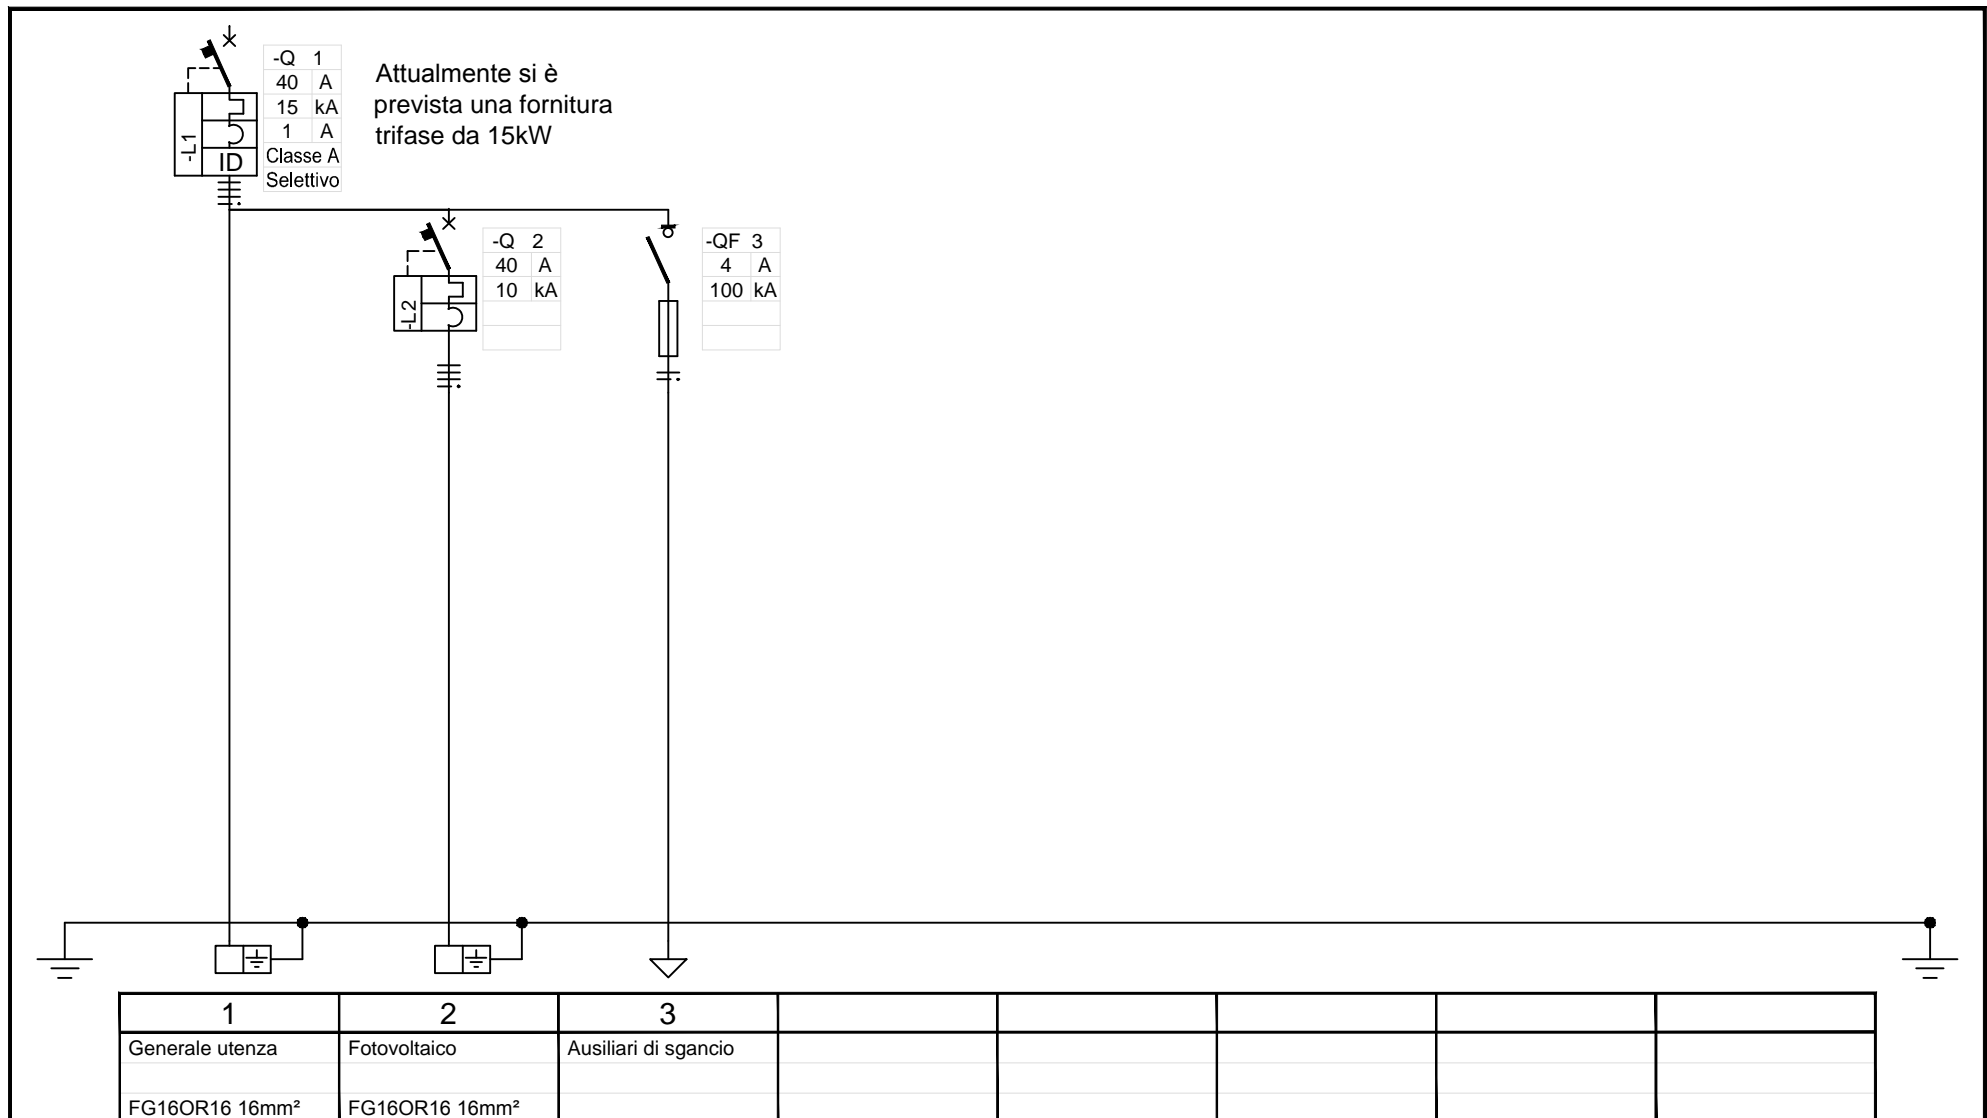 -Q 1
40 A
15 kA
1 A
Classe A
Selettivo
-L1
ID
Attualmente si è
prevista una fornitura
trifase da 15kW
-Q 2
40 A
10 kA
-L2
-QF 3
4 A
100 kA
1 2 3
Generale utenza Fotovoltaico Ausiliari di sgancio
FG16OR16 16mm² FG16OR16 16mm²